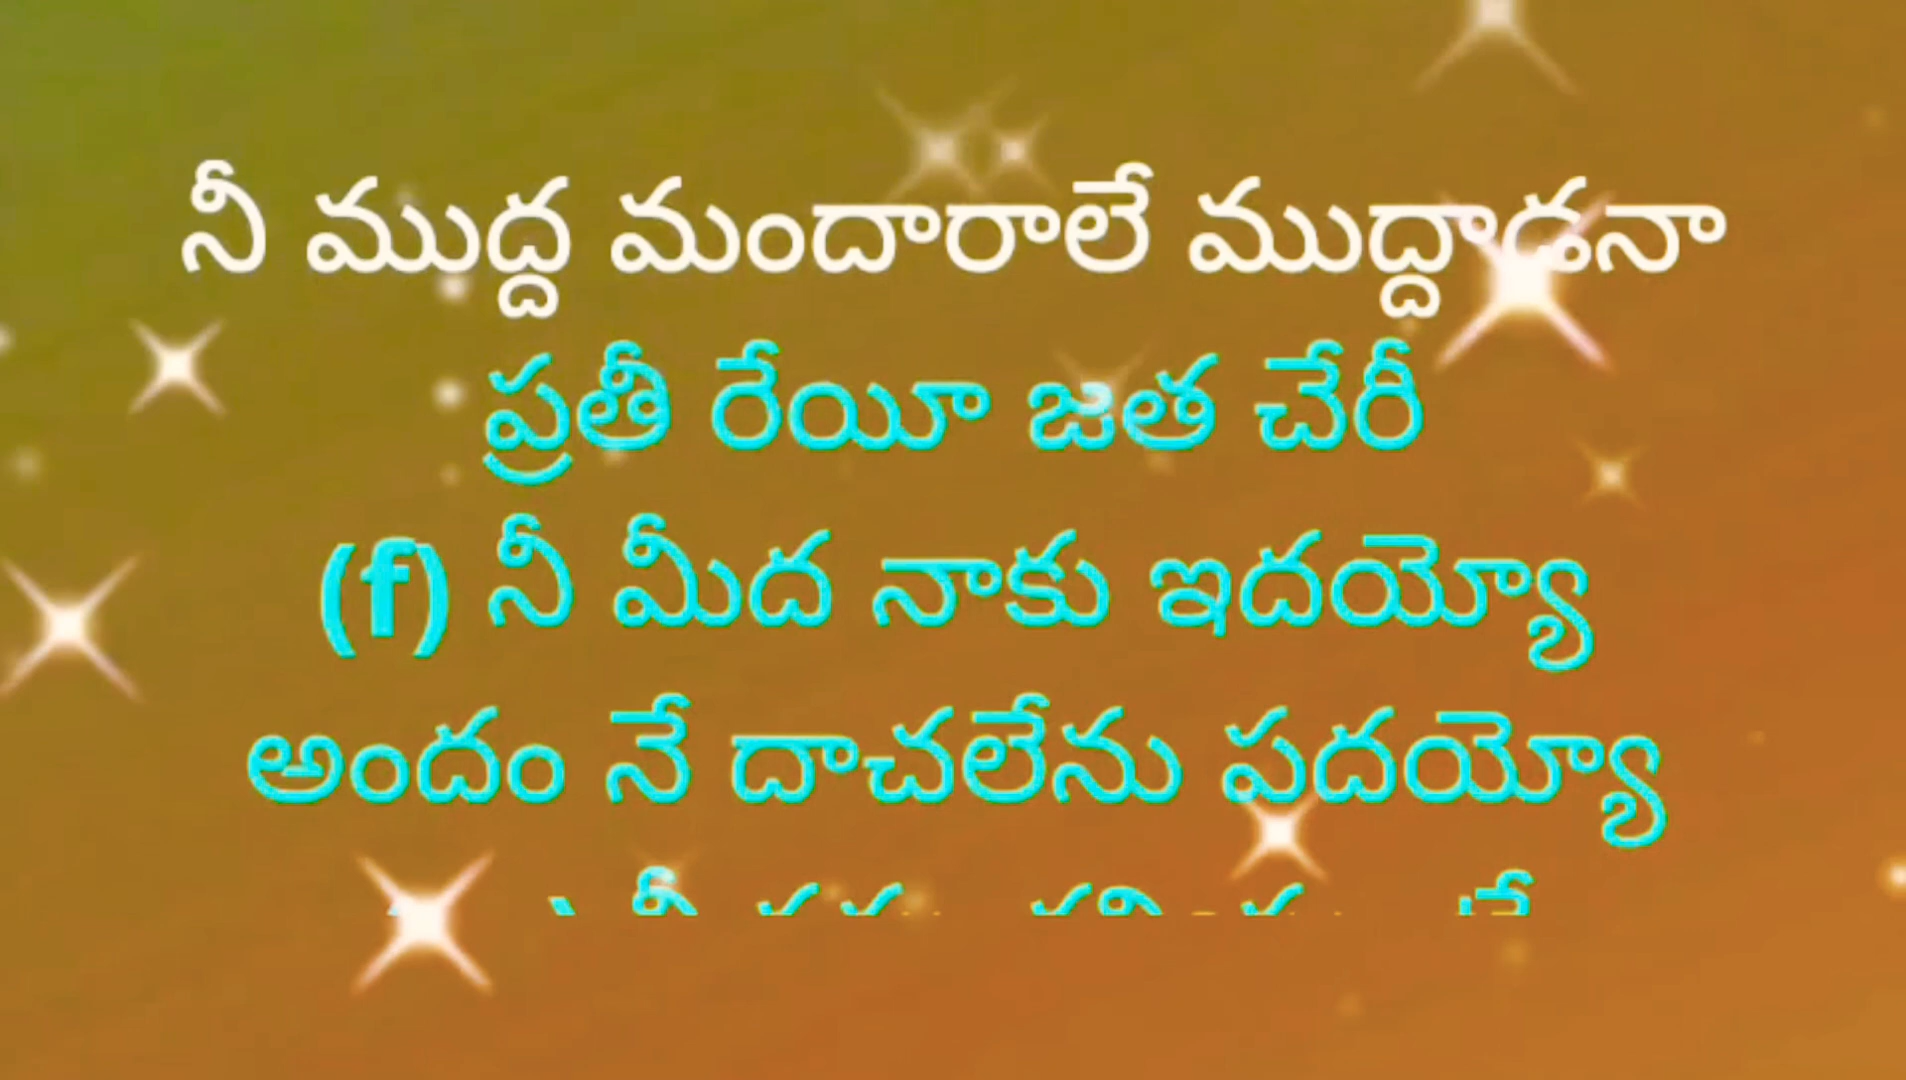 నీ ముద్ద మందారాలే ముద్దాడనా
ప్రతీ రేయీ జత చేరీ
(f) నీ మీద నాకు ఇదయ్యో
అందం నే దాచలేను పదయ్యో